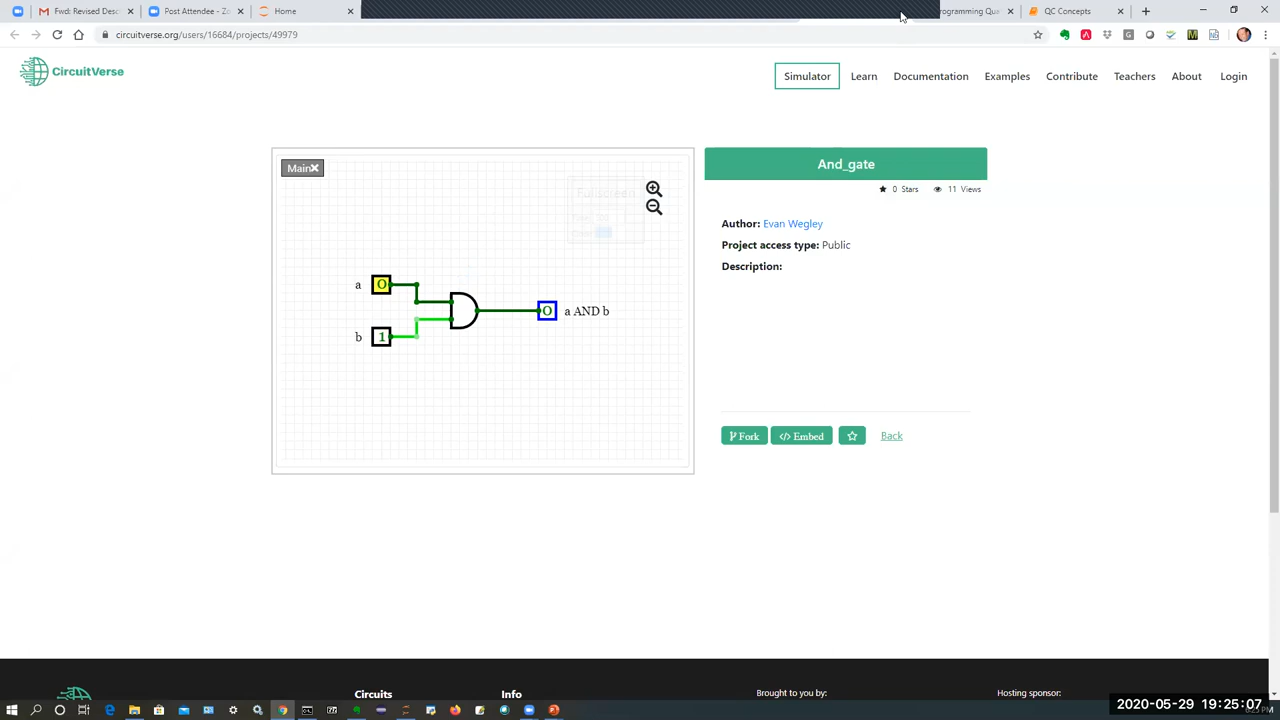 Fwd: Revised Desc
Post Attendee - Zo
Home
rogramming Que
QC Concepts
circuitverse.org/users/16684/projects/49979
CircuitVerse
Simulator
Learn
Documentation
Examples
Contribute
Teachers
About
Login
Main
Fullscreen
And_gate
0 Stars
11 Views
Author: Evan Wegley
Project access type: Public
Description:
a
0
0
a AND b
b
1
Fork
Embed
Back
Circuits
Info
Brought to you by:
Hosting sponsor:
2020-05-29 19:25:07